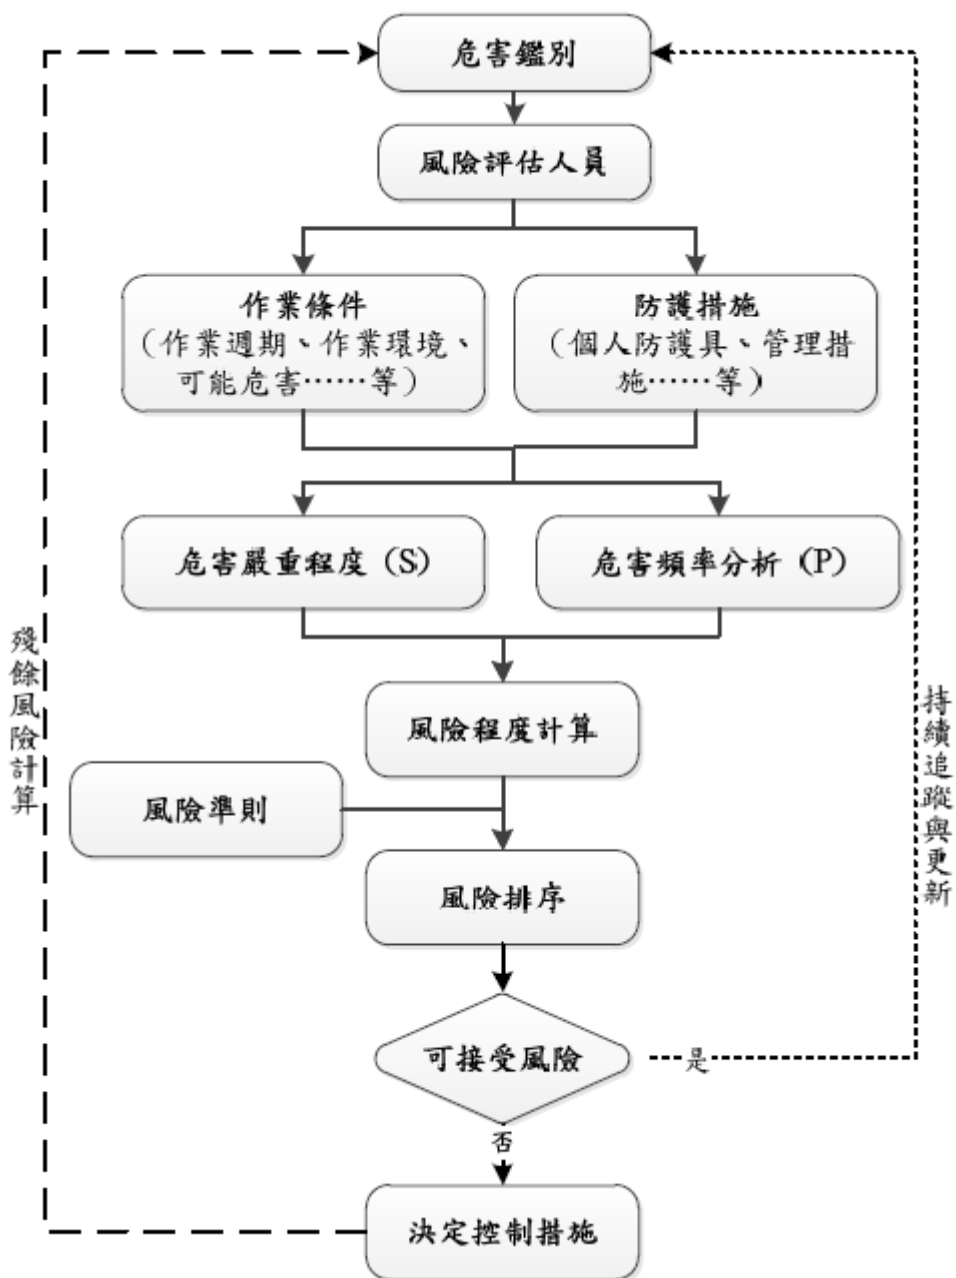 危害鑑別
風險評估人員
作業條件
（作業週期、作業環境、
可能危害……等）
防護措施
（個人防護具、管理措
施……等）
危害嚴重程度（S）
危害頻率分析（P）
殘餘風險計算
持續追蹤與更新
風險程度計算
風險準則
風險排序
可接受風險
是
否
決定控制措施